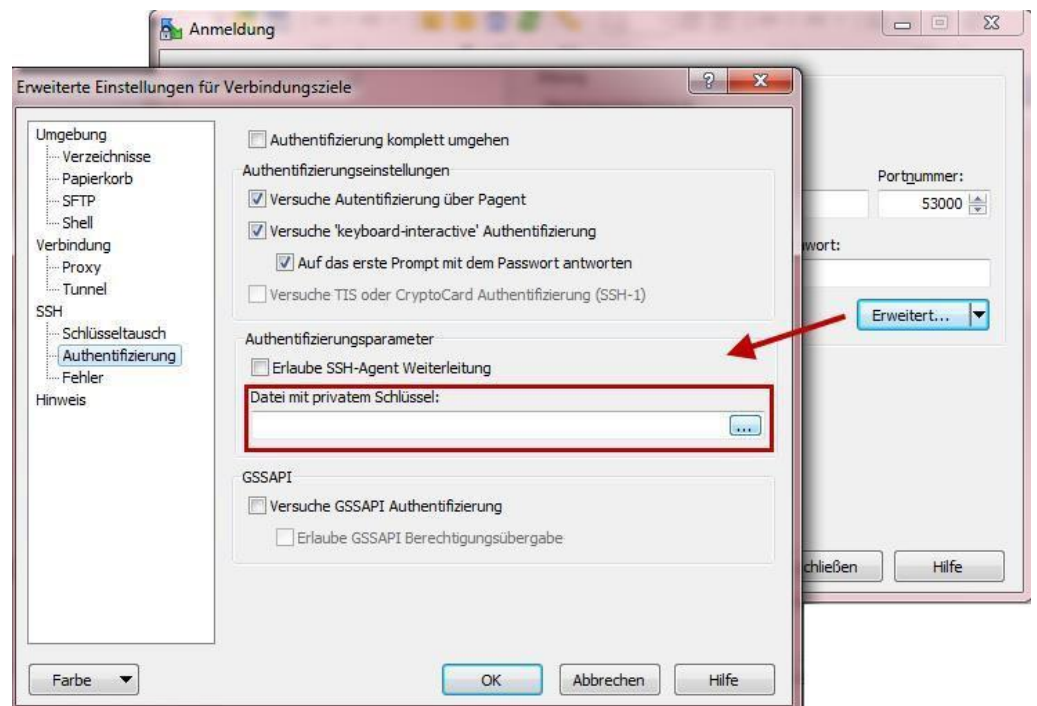 Anmeldung
Erweiterte Einstellungen für Verbindungsziele
Umgebung
Verzeichnisse
Papierkorb
SFTP
Shell
Verbindung
Proxy
Tunnel
SSH
Schlüsseltausch
Authentifizierung
Fehler
Hinweis
Authentifizierung komplett umgehen
Authentifizierungseinstellungen
Versuche Autentifizierung über Pagent
Versuche 'keyboard-interactive' Authentifizierung
Auf das erste Prompt mit dem Passwort antworten
Versuche TIS oder CryptoCard Authentifizierung (SSH-1)
Authentifizierungsparameter
Erlaube SSH-Agent Weiterleitung
Datei mit privatem Schlüssel:
...
GSSAPI
Versuche GSSAPI Authentifizierung
Erlaube GSSAPI Berechtigungsübergabe
Farbe
OK
Abbrechen
Hilfe
Portnummer:
53000
wort:
Erweitert...
chließen
Hilfe